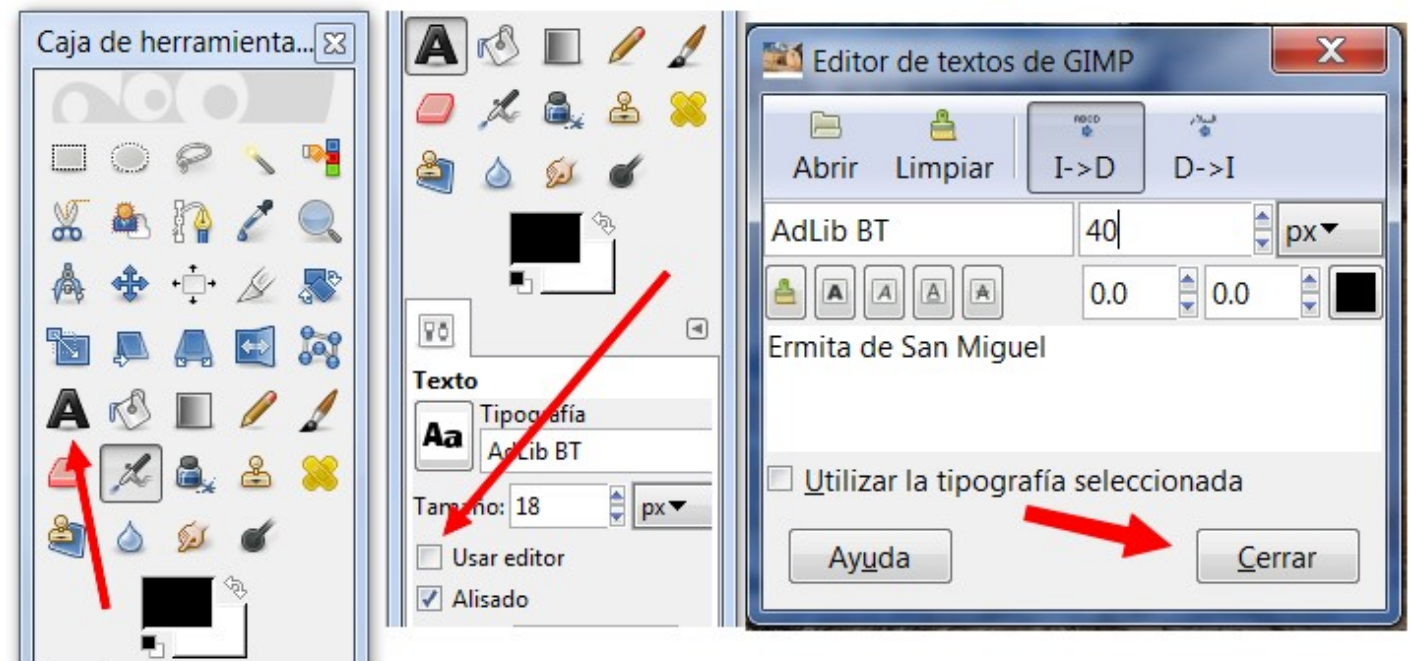 Caja de herramienta...
Texto
Aa
Tipografía
AdLib BT
Tamaño: 18 px
Usar editor
Alisado
Editor de textos de GIMP
Abrir Limpiar I->D D->I
AdLib BT 40 px
A A A A 0.0 0.0
Ermita de San Miguel
Utilizar la tipografía seleccionada
Ayuda Cerrar